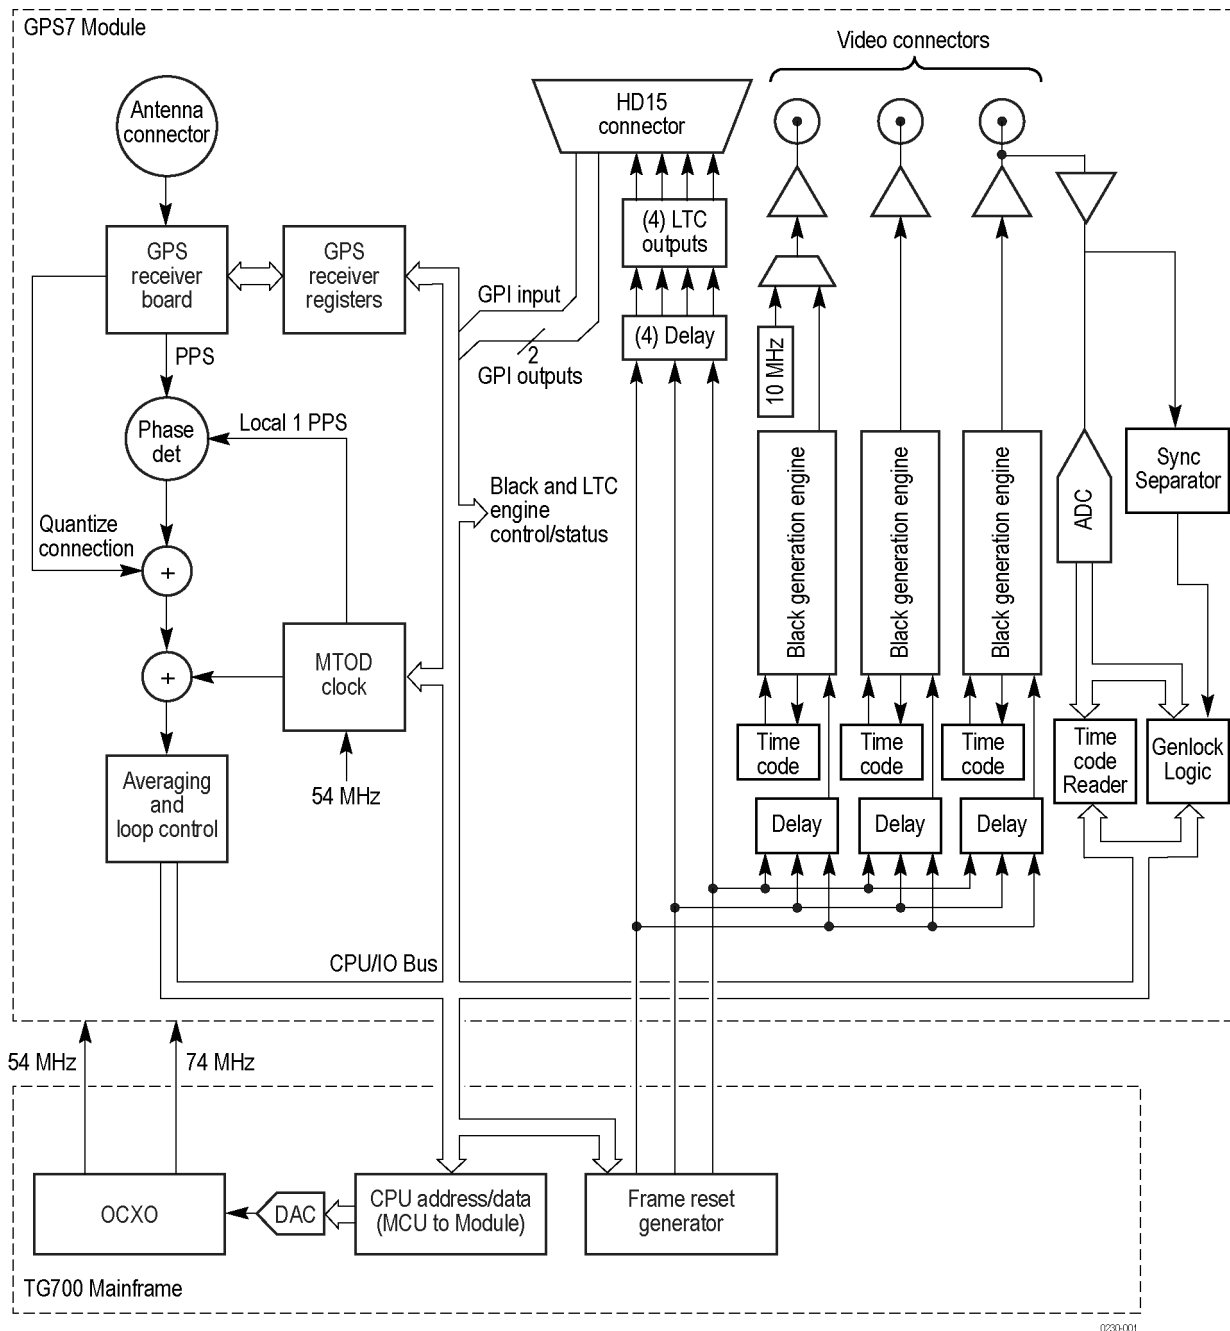 GPS7 Module
Video connectors
Antenna
connector
HD15
connector
(4) LTC
outputs
GPS
receiver
board
GPS
receiver
registers
GPI input
(4) Delay
2
GPI outputs
PPS
10 MHz
Phase
det
Local 1 PPS
Black generation engine
Black generation engine
Black generation engine
ADC
Sync
Separator
Black and LTC
engine
control/status
Quantize
connection
+
+
MTOD
clock
Time
code
Time
code
Time
code
Time
code
Reader
Genlock
Logic
54 MHz
Averaging
and
loop control
Delay
Delay
Delay
CPU/IO Bus
54 MHz
74 MHz
OCXO
DAC
CPU address/data
(MCU to Module)
Frame reset
generator
TG700 Mainframe
0230-001